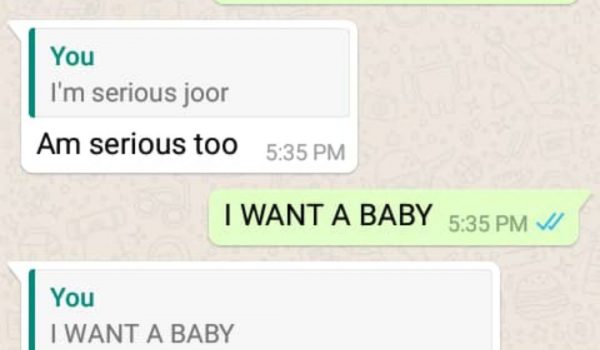 You
I'm serious joor
Am serious too 5:35 PM
I WANT A BABY 5:35 PM
You
I WANT A BABY